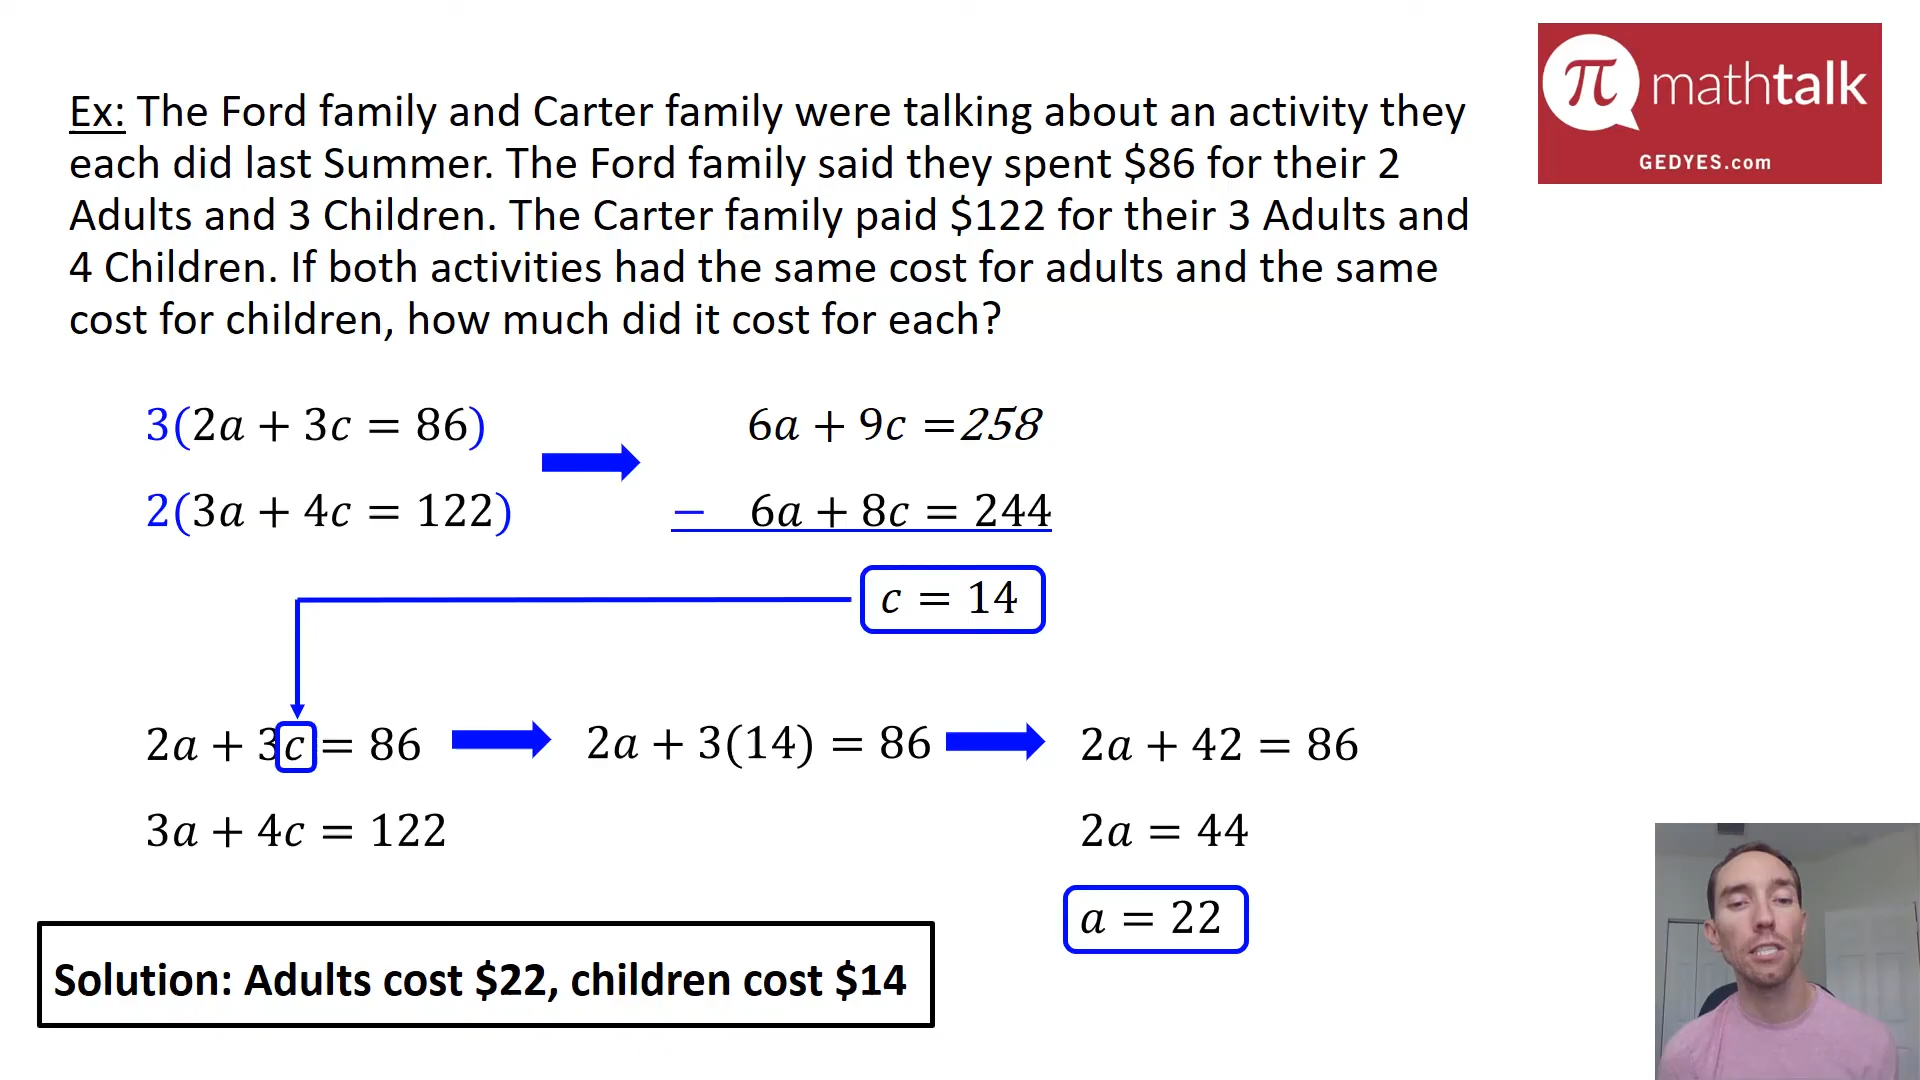 Ex: The Ford family and Carter family were talking about an activity they
each did last Summer. The Ford family said they spent $86 for their 2
Adults and 3 Children. The Carter family paid $122 for their 3 Adults and
4 Children. If both activities had the same cost for adults and the same
cost for children, how much did it cost for each?
π mathtalk
GEDYES.com
3(2a + 3c = 86)
6a + 9c =258
2(3a + 4c = 122)
− 6a + 8c = 244
c = 14
2a + 3c = 86
2a + 3(14) = 86
2a + 42 = 86
3a + 4c = 122
2a = 44
a = 22
Solution: Adults cost $22, children cost $14